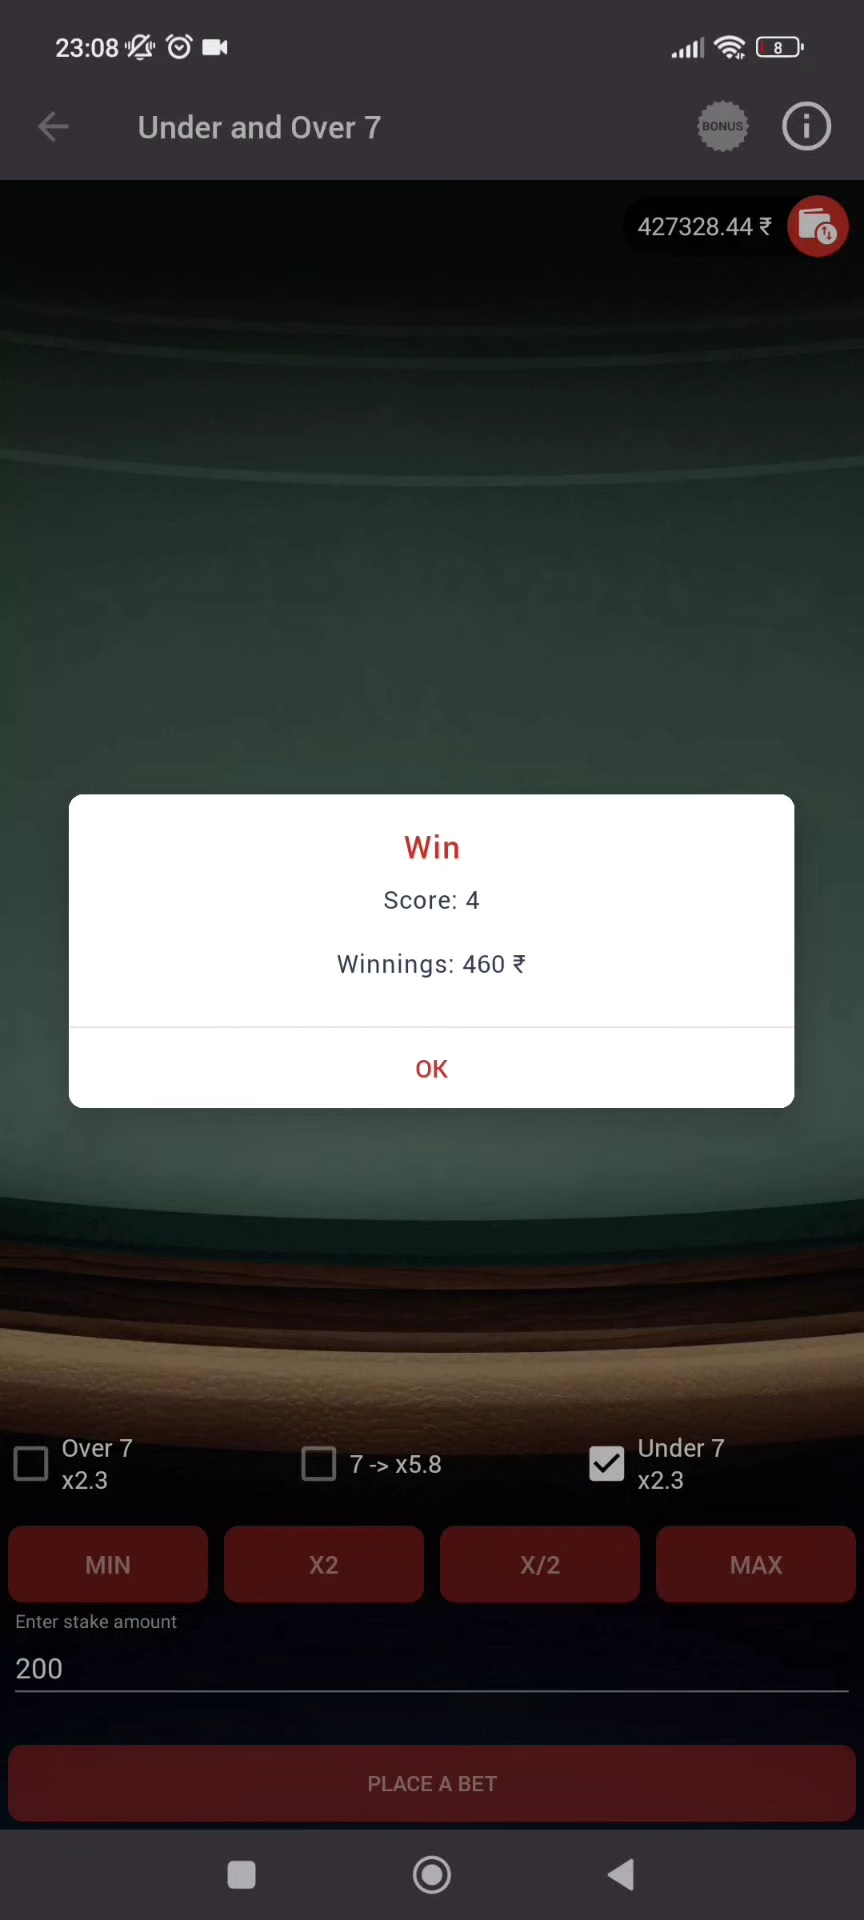 23:08
8
Under and Over 7
BONUS
427328.44 ₹
Win
Score: 4
Winnings: 460 ₹
OK
Over 7
x2.3
7 -> x5.8
Under 7
x2.3
MIN
X2
X/2
MAX
Enter stake amount
200
PLACE A BET